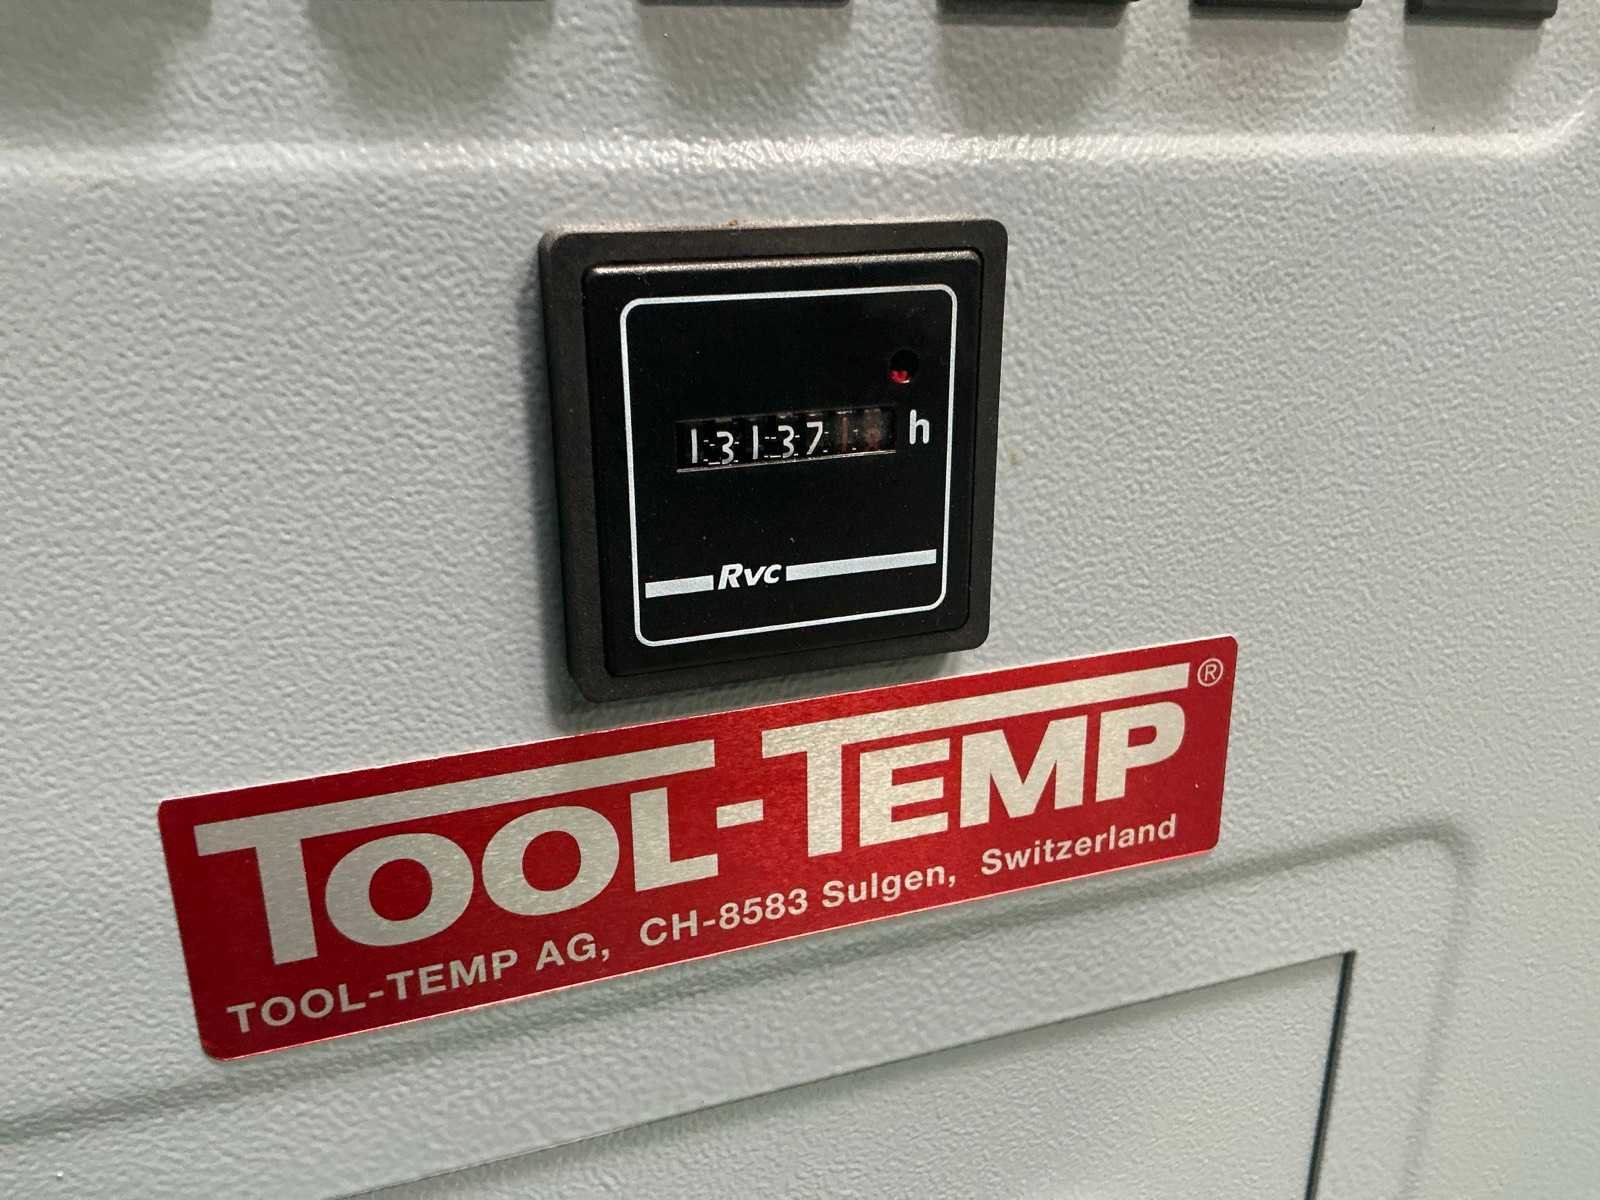 13137 h
Rvc
TOOL-TEMP®
TOOL-TEMP AG, CH-8583 Sulgen, Switzerland